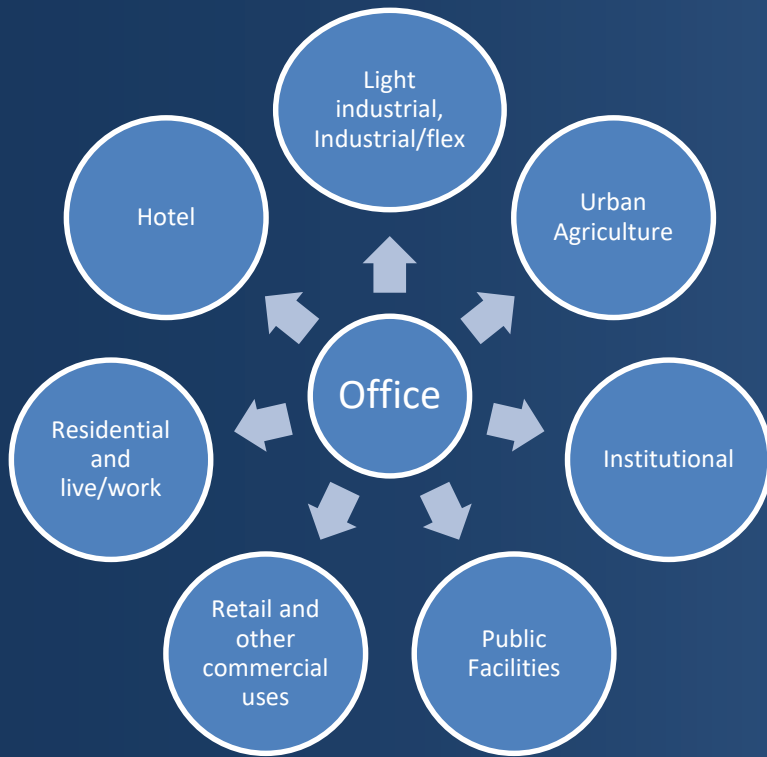 Light
industrial,
Industrial/flex
Hotel
Urban
Agriculture
Office
Residential
and
live/work
Institutional
Retail and
other
commercial
uses
Public
Facilities